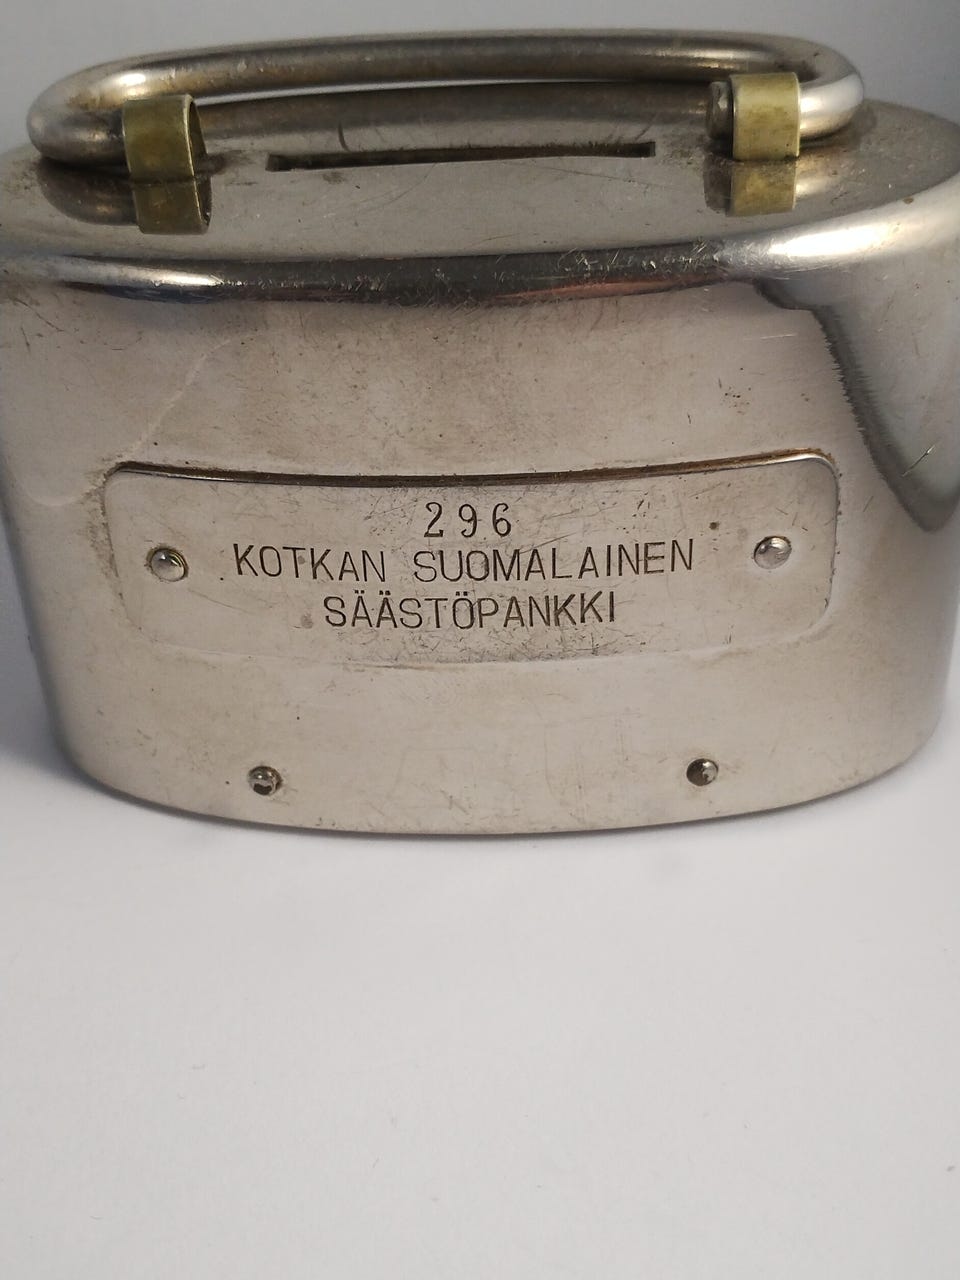 296
KOTKAN SUOMALAINEN
SÄÄSTÖPANKKI